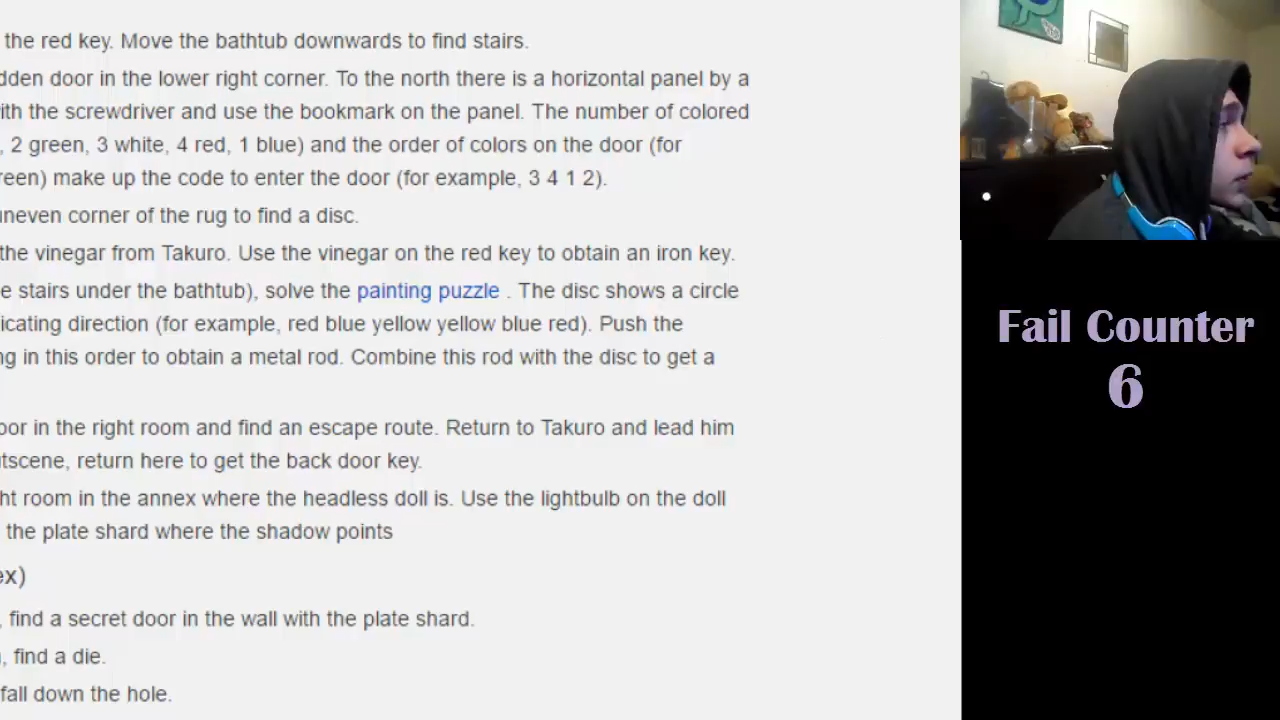 the red key. Move the bathtub downwards to find stairs.
dden door in the lower right corner. To the north there is a horizontal panel by a
ith the screwdriver and use the bookmark on the panel. The number of colored
, 2 green, 3 white, 4 red, 1 blue) and the order of colors on the door (for
reen) make up the code to enter the door (for example, 3 4 1 2).
uneven corner of the rug to find a disc.
the vinegar from Takuro. Use the vinegar on the red key to obtain an iron key.
e stairs under the bathtub), solve the painting puzzle . The disc shows a circle
icating direction (for example, red blue yellow yellow blue red). Push the
ng in this order to obtain a metal rod. Combine this rod with the disc to get a
oor in the right room and find an escape route. Return to Takuro and lead him
utscene, return here to get the back door key.
ht room in the annex where the headless doll is. Use the lightbulb on the doll
the plate shard where the shadow points
ex)
, find a secret door in the wall with the plate shard.
, find a die.
fall down the hole.
Fail Counter
6